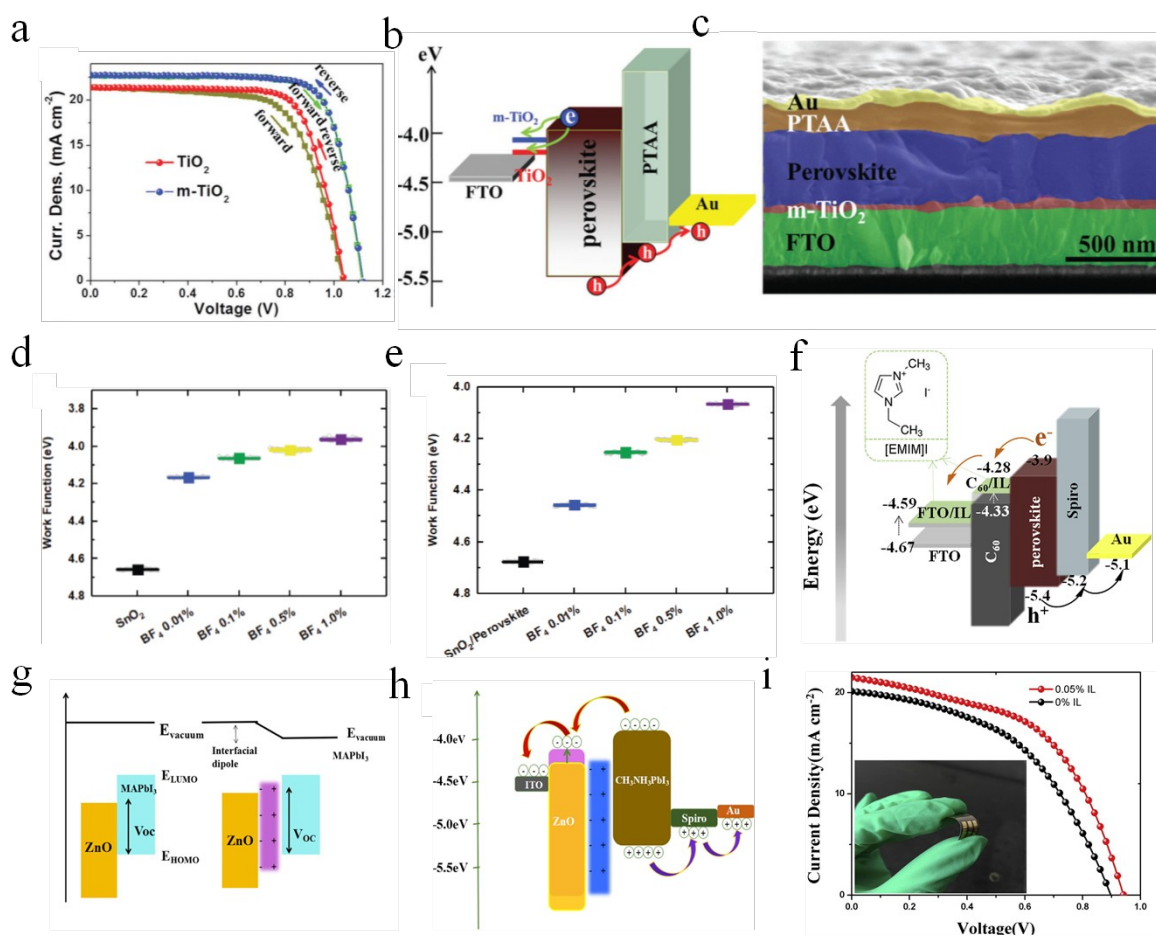 a
Curr. Dens. (mA cm⁻²)
20
15
10
5
0
TiO₂
m-TiO₂
reverse
forward
reverse
forward
0.0 0.2 0.4 0.6 0.8 1.0 1.2
Voltage (V)
b
eV
-4.0
-4.5
-5.0
-5.5
m-TiO₂
e
TiO₂
FTO
perovskite
PTAA
Au
h
h
h
c
Au
PTAA
Perovskite
m-TiO₂
FTO
500 nm
d
Work Function (eV)
3.8
4.0
4.2
4.4
4.6
4.8
SnO₂
BF₄ 0.01%
BF₄ 0.1%
BF₄ 0.5%
BF₄ 1.0%
e
Work Function (eV)
4.0
4.2
4.4
4.6
4.8
SnO₂/Perovskite
BF₄ 0.01%
BF₄ 0.1%
BF₄ 0.5%
BF₄ 1.0%
f
Energy (eV)
CH₃
N⁺
I⁻
N
CH₃
[EMIM]I
e⁻
-4.28
-3.9
C₆₀/IL
-4.59
FTO/IL
-4.33
-4.67
FTO
C₆₀
perovskite
Spiro
Au
-5.1
-5.2
-5.4
h⁺
g
E vacuum
E vacuum
Interfacial
dipole
MAPbI₃
E LUMO
MAPbI₃
ZnO
Voc
E HOMO
ZnO
- +
- +
- +
- +
V OC
h
-4.0eV
-4.5eV
-5.0eV
-5.5eV
- - -
- - -
- - -
ITO
ZnO
- +
- +
- +
- +
CH₃NH₃PbI₃
+ + +
Spiro
+ + +
Au
+ + +
i
Current Density(mA cm⁻²)
20
10
0
0.05% IL
0% IL
0.0 0.2 0.4 0.6 0.8 1.0
Voltage(V)